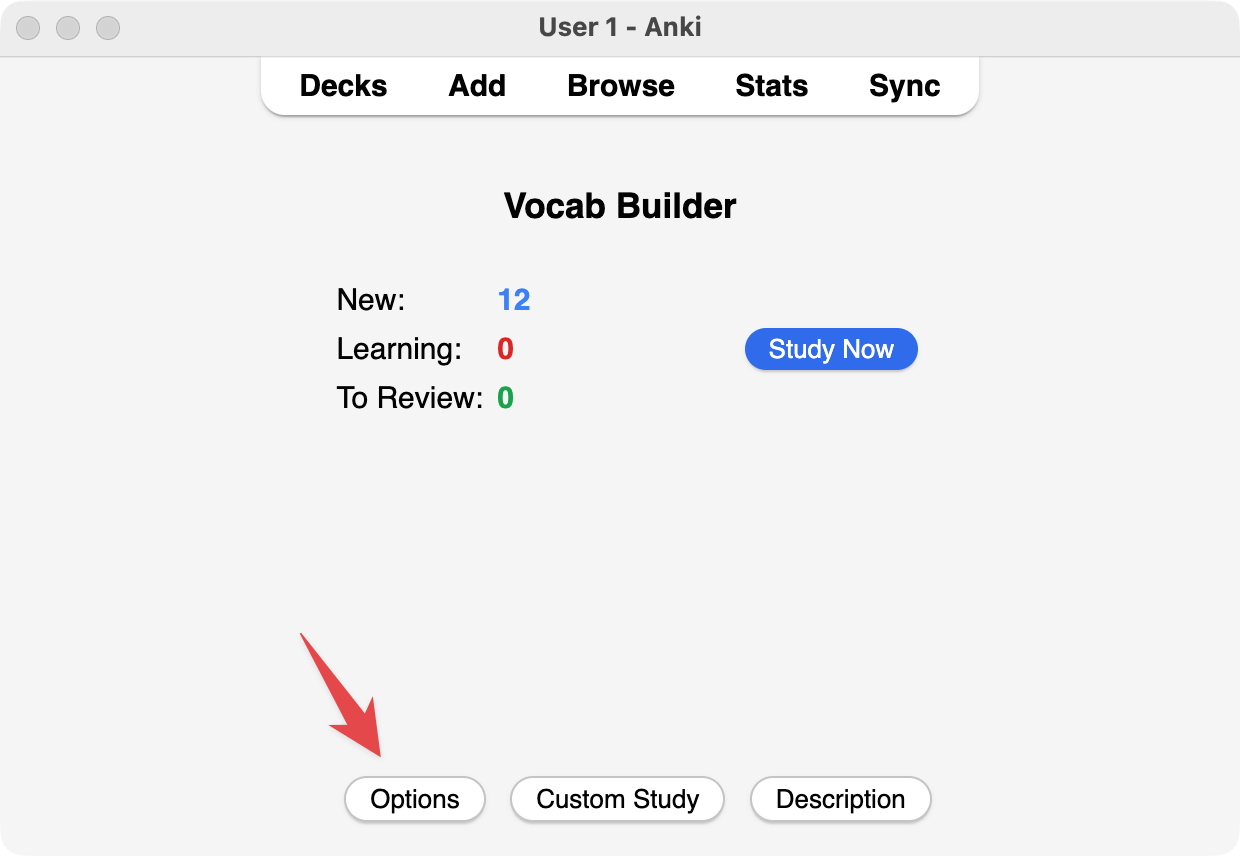 User 1 - Anki
Decks Add Browse Stats Sync
Vocab Builder
New: 12
Learning: 0
Study Now
To Review: 0
Options Custom Study Description